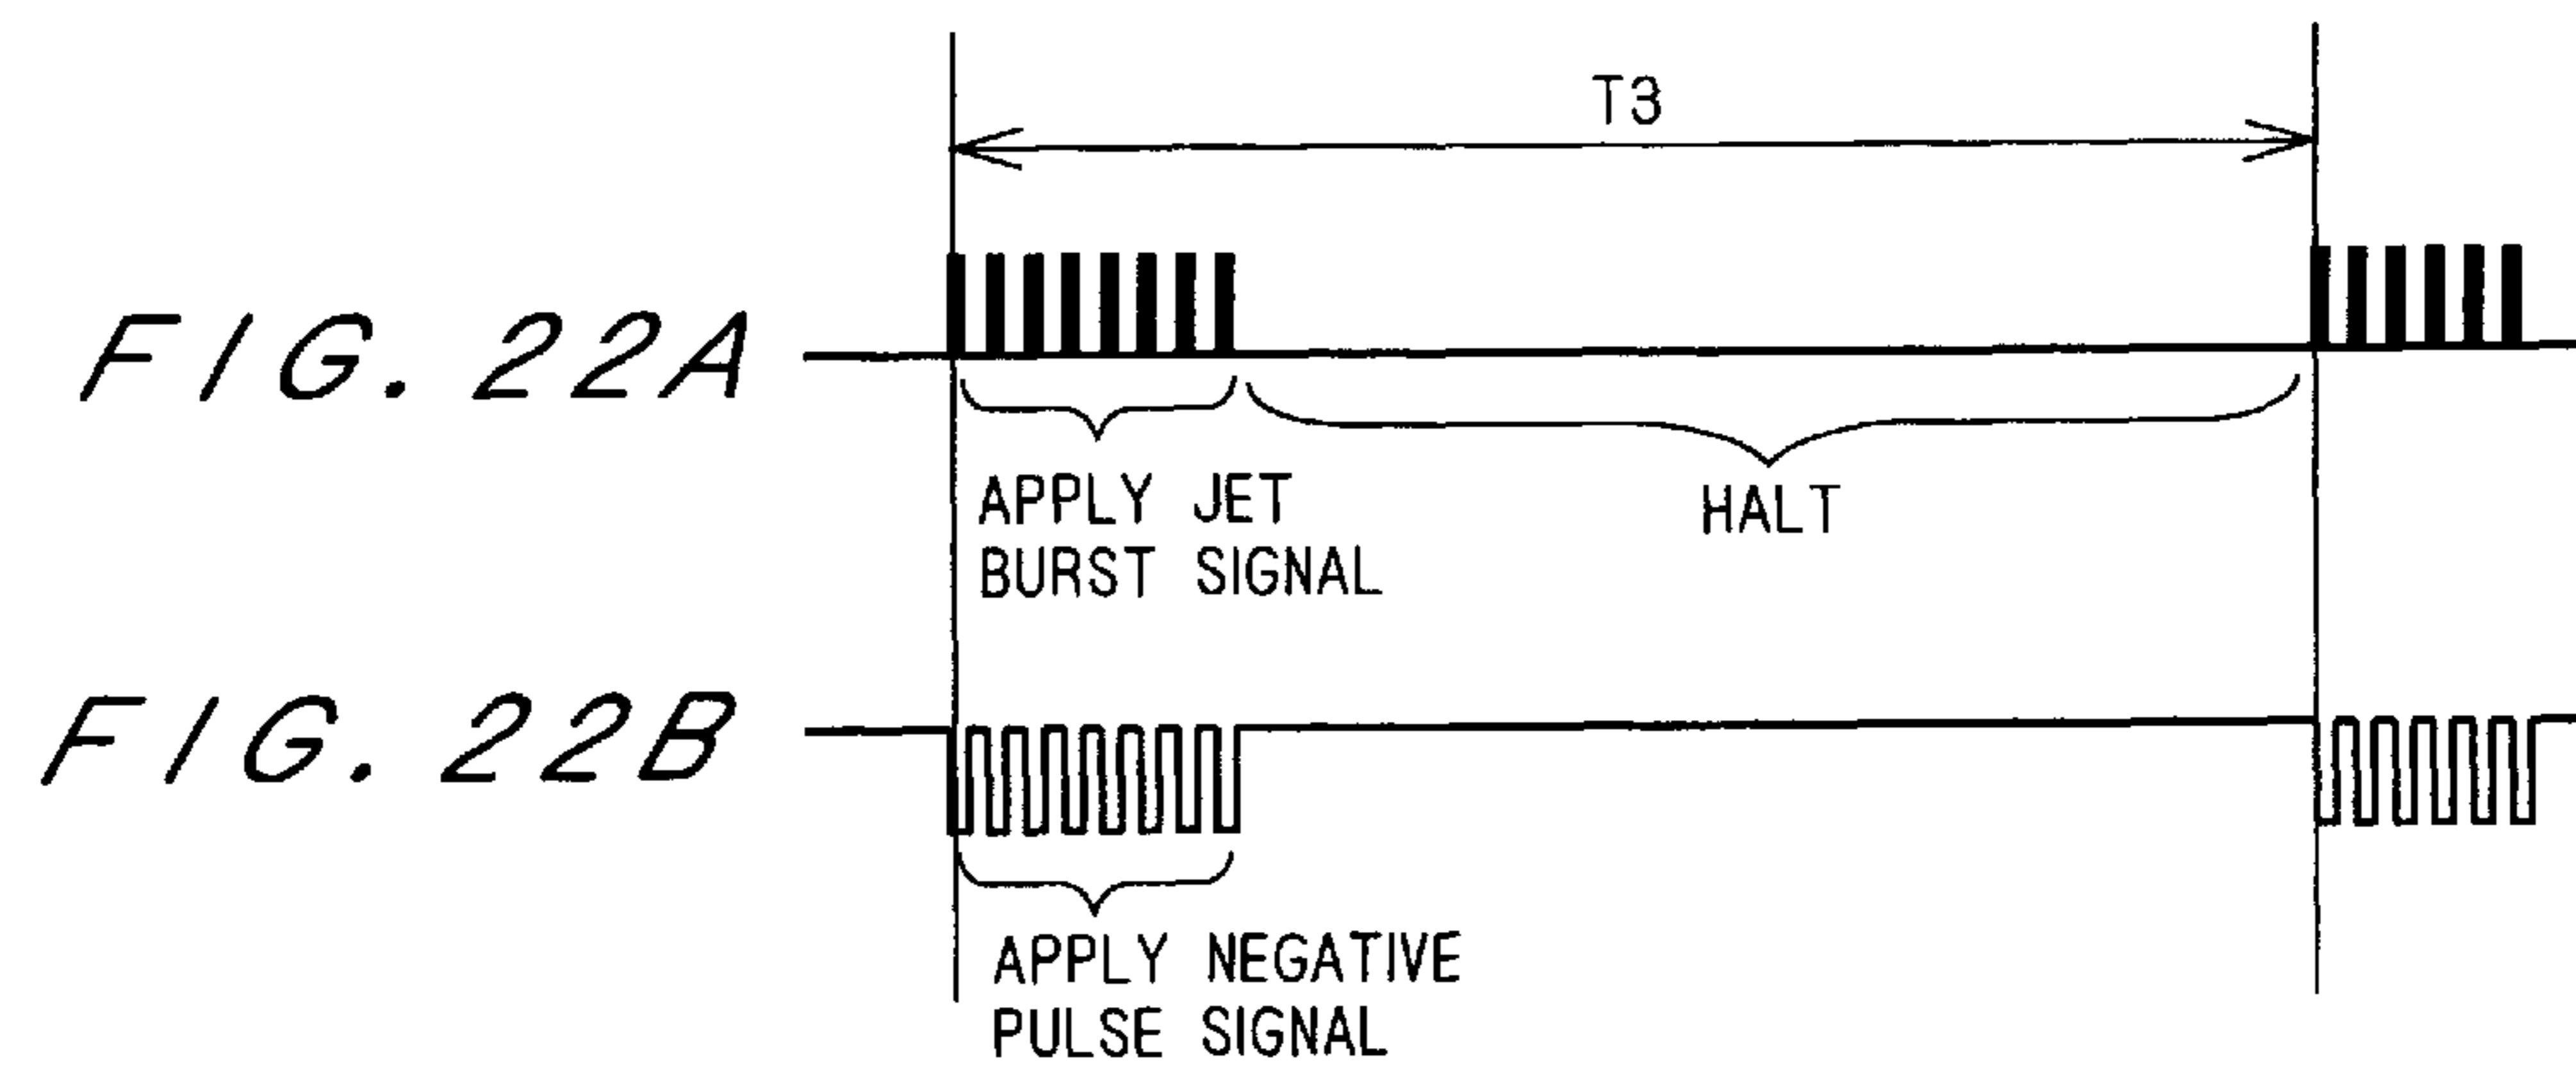 T3
FIG. 22A
APPLY JET
BURST SIGNAL
HALT
FIG. 22B
APPLY NEGATIVE
PULSE SIGNAL